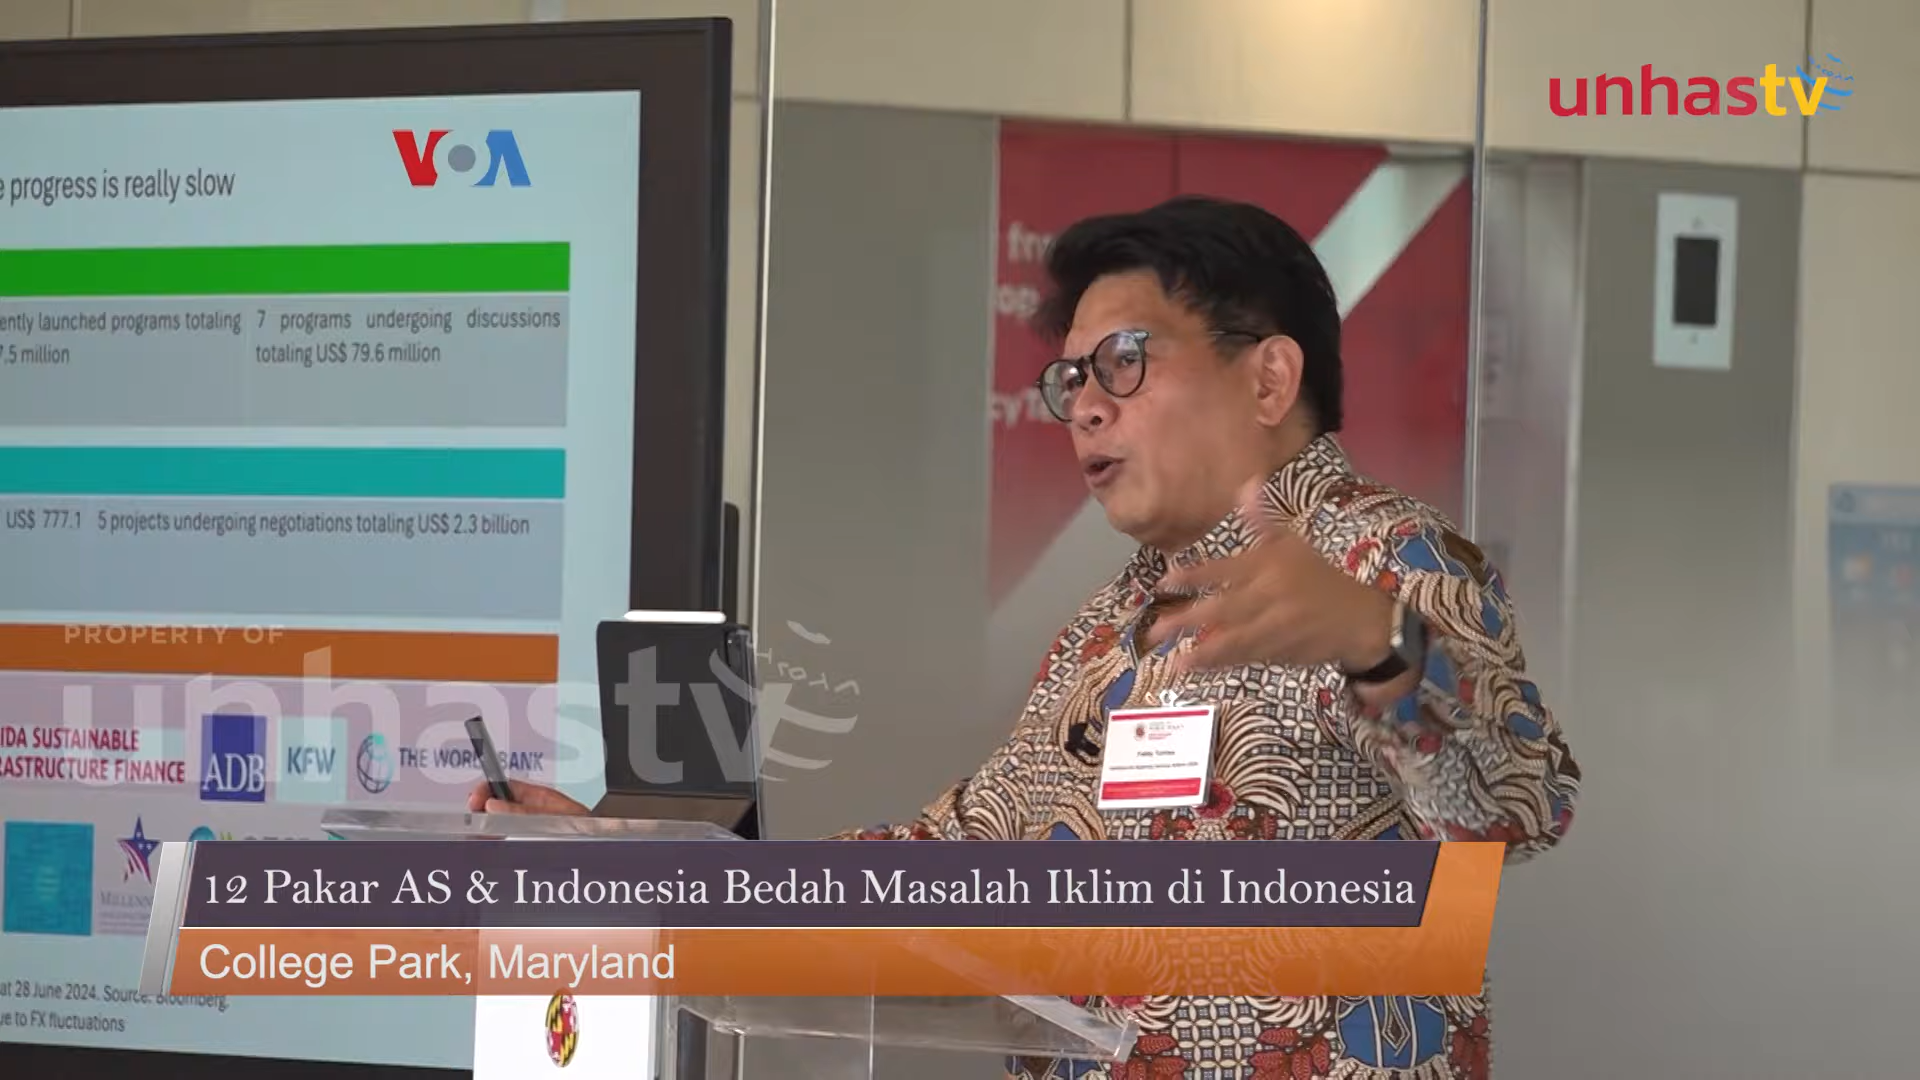 unhastv
VOA
progress is really slow
ently launched programs totaling
7.5 million
7 programs undergoing discussions
totaling US$ 79.6 million
US$ 777.1
5 projects undergoing negotiations totaling US$ 2.3 billion
PROPERTY OF
unhastv
SUSTAINABLE
FINANCE
ADB
KFW
THE WORLD BANK
12 Pakar AS & Indonesia Bedah Masalah Iklim di Indonesia
College Park, Maryland
at 28 June 2024. Source: Bloomberg.
ue to FX fluctuations